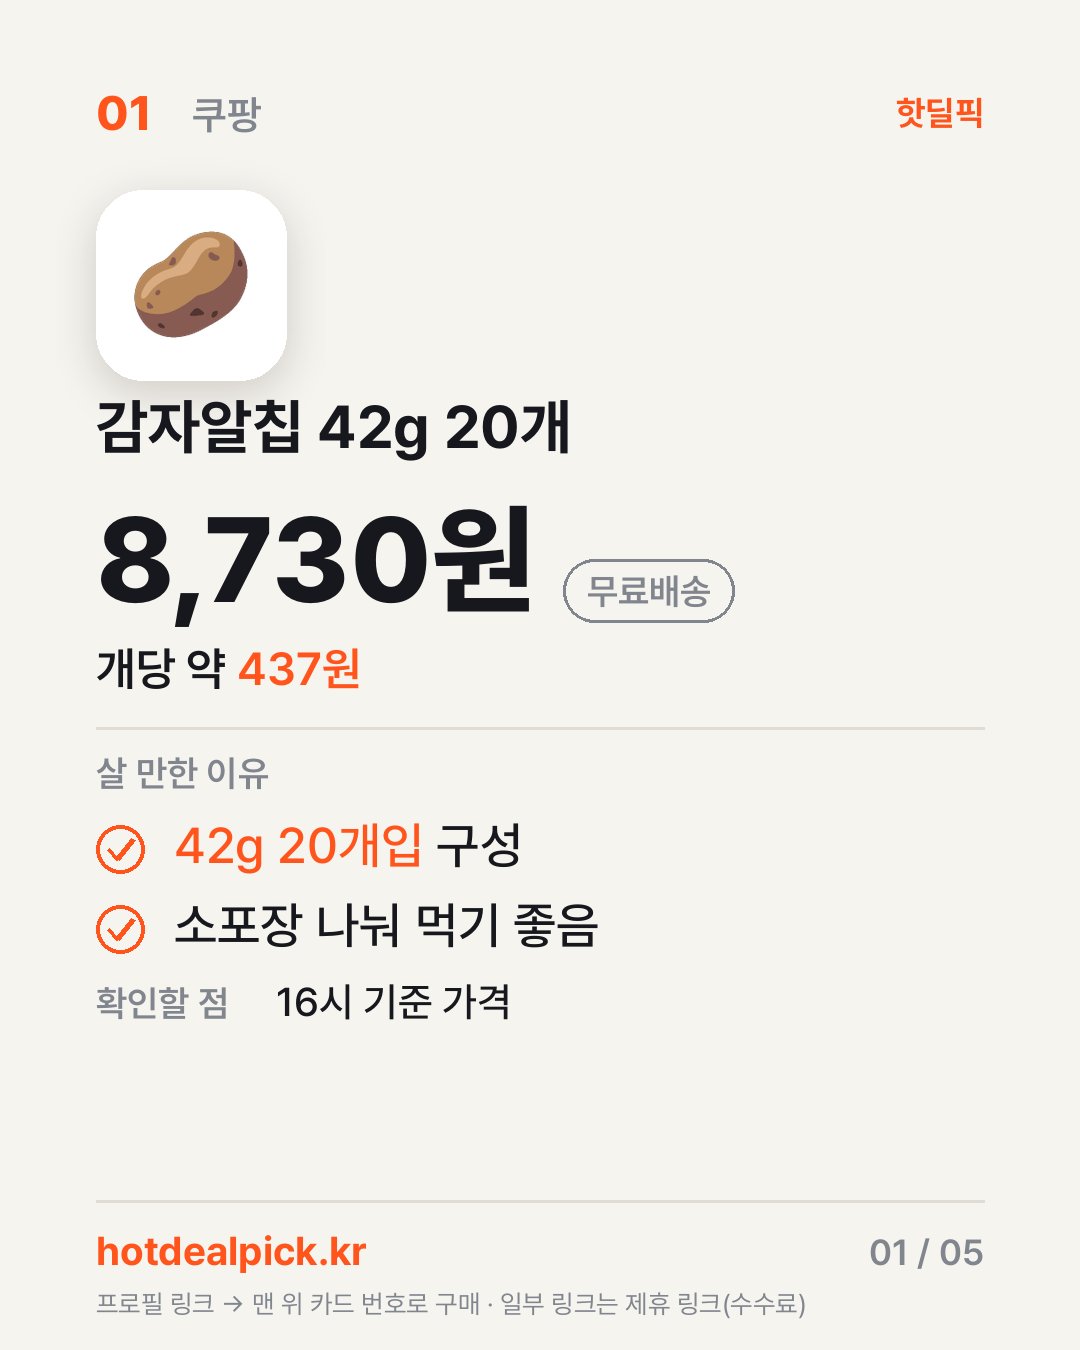 01 쿠팡 핫딜픽
감자알칩 42g 20개
8,730원 무료배송
개당 약 437원
살 만한 이유
42g 20개입 구성
소포장 나눠 먹기 좋음
확인할 점 16시 기준 가격
hotdealpick.kr 01 / 05
프로필 링크 → 맨 위 카드 번호로 구매 · 일부 링크는 제휴 링크(수수료)